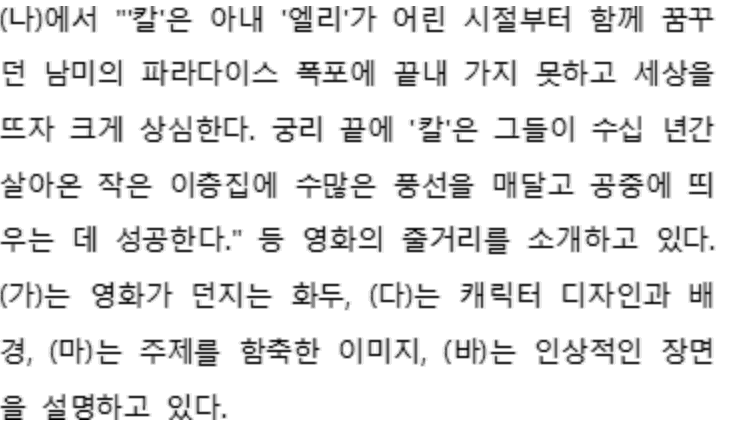 (나)에서 "'칼'은 아내 '엘리'가 어린 시절부터 함께 꿈꾸
던 남미의 파라다이스 폭포에 끝내 가지 못하고 세상을
뜨자 크게 상심한다. 궁리 끝에 '칼'은 그들이 수십 년간
살아온 작은 이층집에 수많은 풍선을 매달고 공중에 띄
우는 데 성공한다." 등 영화의 줄거리를 소개하고 있다.
(가)는 영화가 던지는 화두, (다)는 캐릭터 디자인과 배
경, (마)는 주제를 함축한 이미지, (바)는 인상적인 장면
을 설명하고 있다.